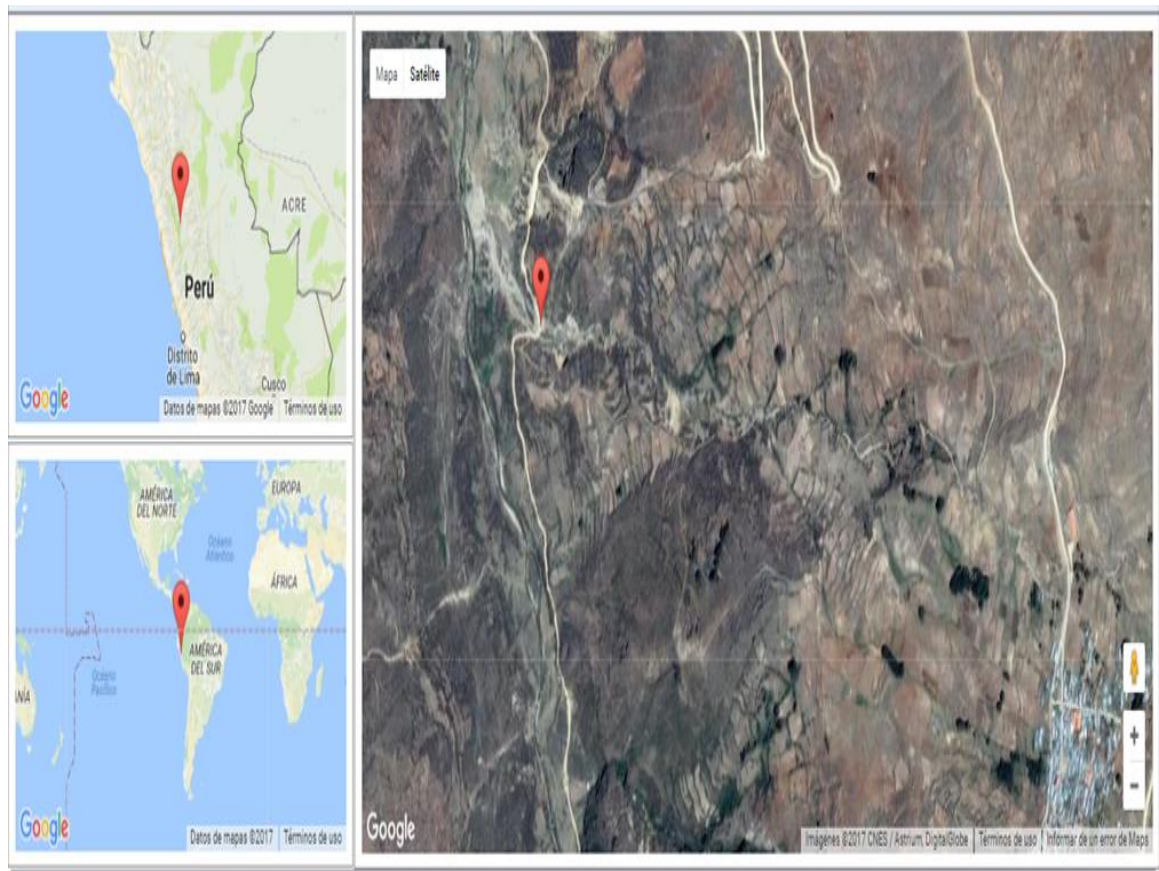 ACRE
Perú
Distrito
de Lima
Cusco
Google
Datos de mapas ©2017 Google
Términos de uso
AMÉRICA
DEL NORTE
EUROPA
Océano
Atlántico
ÁFRICA
AMÉRICA
DEL SUR
Océano
Pacífico
NÍA
Google
Datos de mapas ©2017
Términos de uso
Mapa
Satélite
Google
Imágenes ©2017 CNES / Astrium, DigitalGlobe
Términos de uso
Informar de un error de Maps